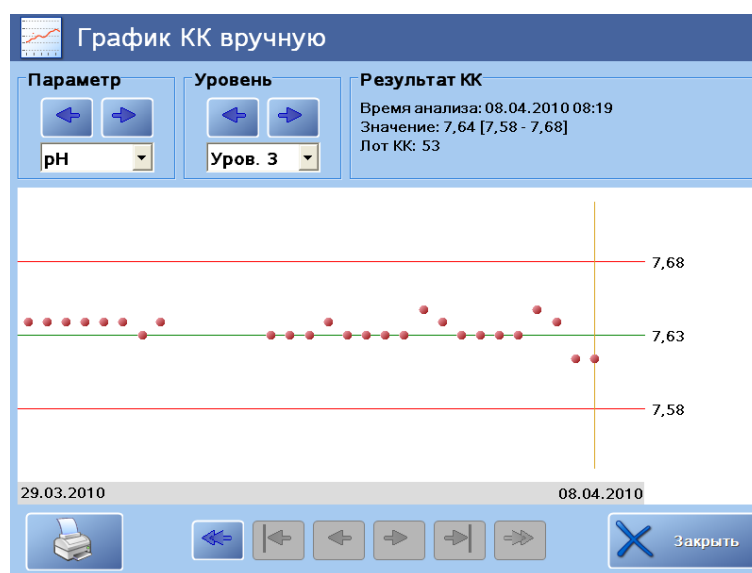 График КК вручную
Параметр
Уровень
Результат КК
Время анализа: 08.04.2010 08:19
Значение: 7,64 [7,58 - 7,68]
Лот КК: 53
pH
Уров. 3
7,68
7,63
7,58
29.03.2010
08.04.2010
Закрыть